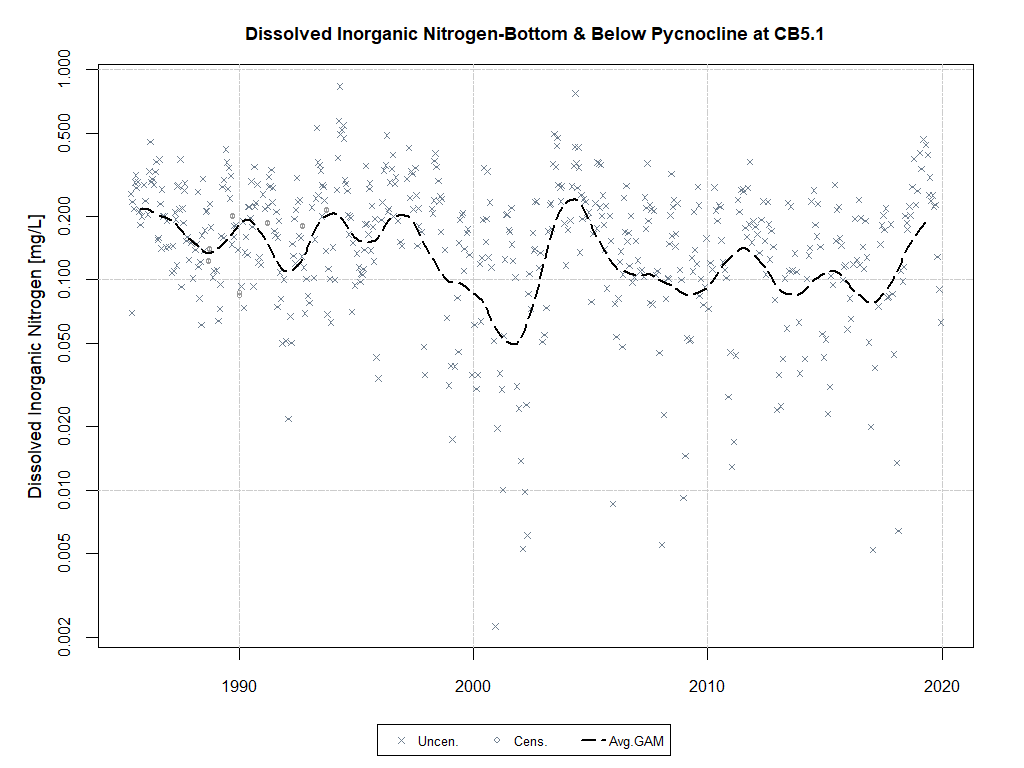 Dissolved Inorganic Nitrogen-Bottom & Below Pycnocline at CB5.1
Dissolved Inorganic Nitrogen [mg/L]
1.000
0.500
0.200
0.100
0.050
0.020
0.010
0.005
0.002
1990 2000 2010 2020
Uncen. Cens. Avg.GAM